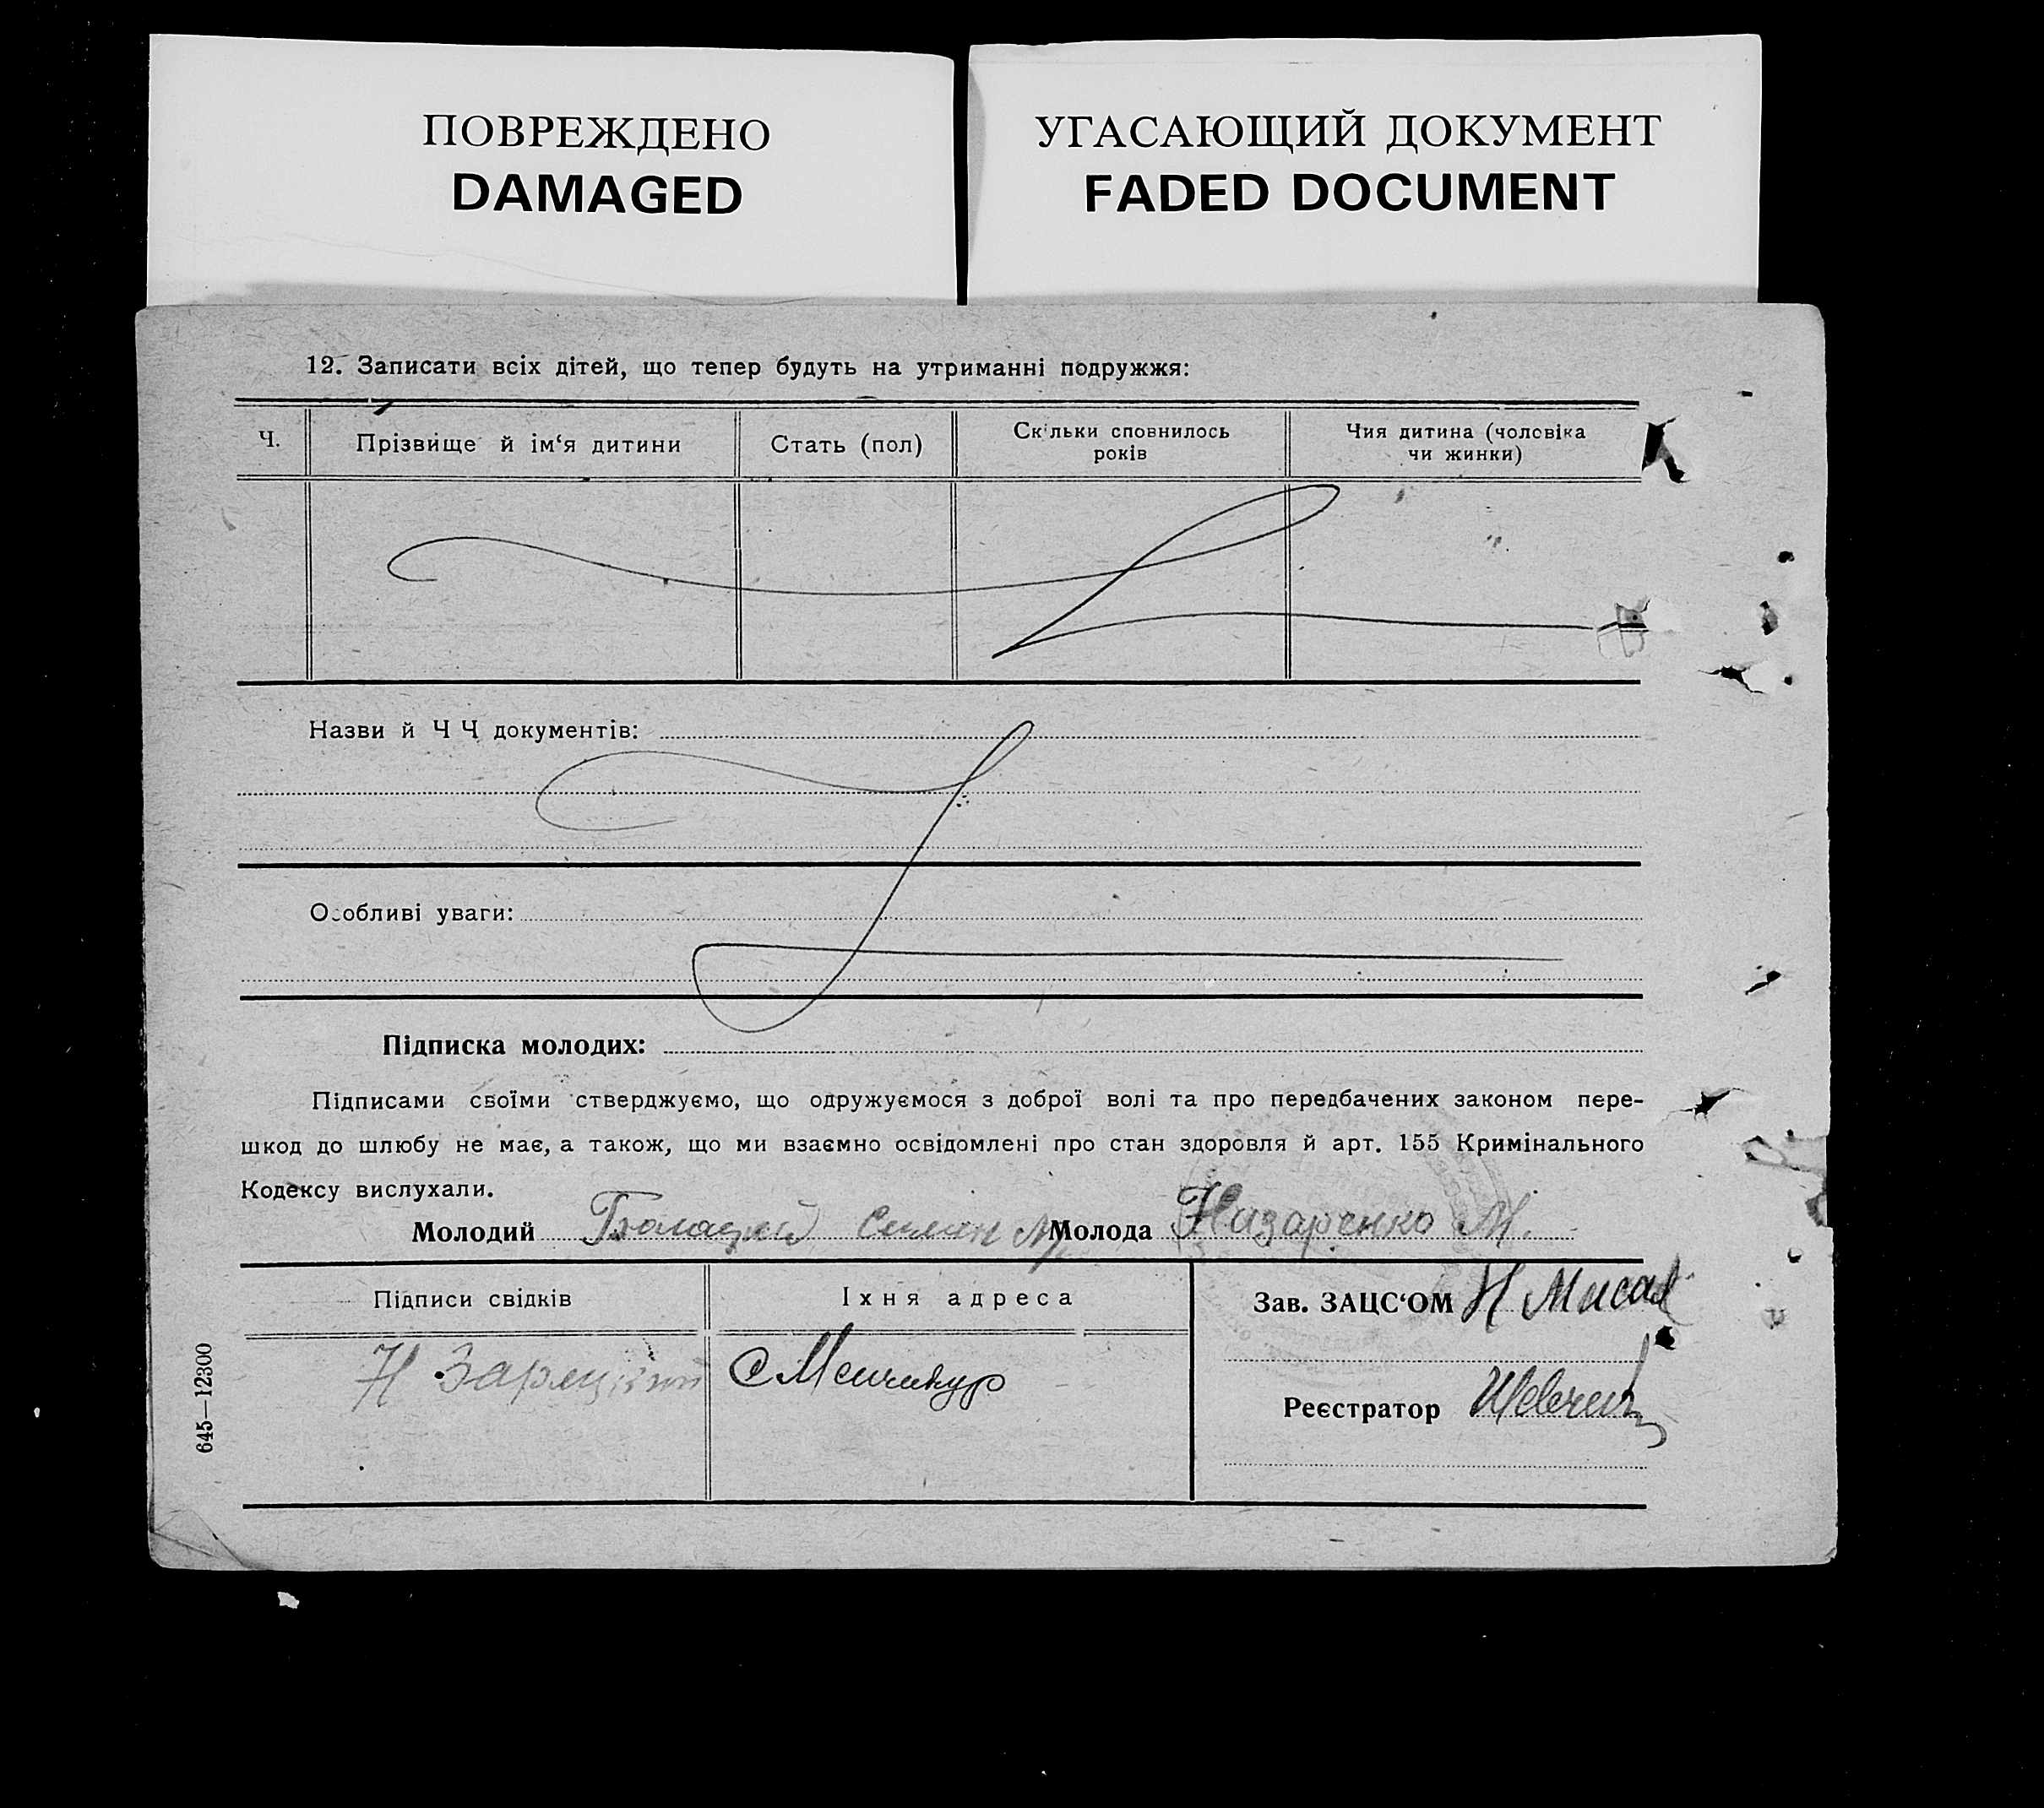 ПОВРЕЖДЕНО
DAMAGED
УГАСАЮЩИЙ ДОКУМЕНТ
FADED DOCUMENT
12. Записати всіх дітей, що тепер будуть на утриманні подружжя:
Ч.
Прізвище й ім‘я дитини
Стать (пол)
Скільки сповнилось
років
Чия дитина (чоловіка
чи жинки)
Назви й Ч Ч документів:
Особливі уваги:
Підписка молодих:
Підписами своїми стверджуємо, що одружуємося з доброї волі та про передбачених законом пере-
шкод до шлюбу не має, а також, що ми взаємно освідомлені про стан здоровля й арт. 155 Кримінального
Кодексу вислухали.
Молодий Молода Назаренко М.
Підписи свідків
Їхня адреса
Зав. ЗАЦС‘ОМ Н
Н
С
Реєстратор
645—12300